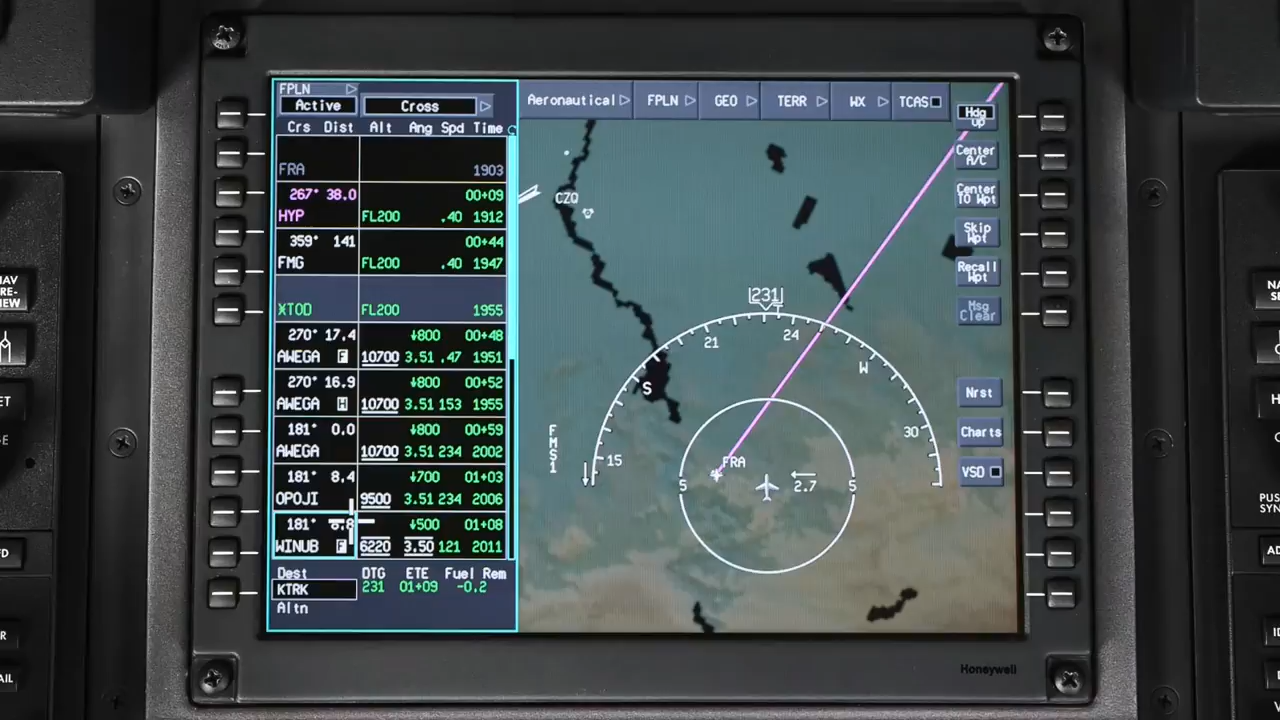 FPLN
Active Cross
Crs Dist Alt Ang Spd Time
FRA 1903
267° 38.0 00+09
HYP FL200 .40 1912
359° 141 00+44
FMG FL200 .40 1947
XTOD FL200 1955
270° 17.4 ↓800 00+48
AWEGA F 10700 3.51 .47 1951
270° 16.9 ↓800 00+52
AWEGA H 10700 3.51 153 1955
181° 0.0 ↓800 00+59
AWEGA 10700 3.51 234 2002
181° 8.4 ↓700 01+03
OPOJI 9500 3.51 234 2006
181° ↓500 01+08
WINUB F 6220 3.50 121 2011
Dest DTG ETE Fuel Rem
KTRK 231 01+09 -0.2
Altn
Aeronautical FPLN GEO TERR WX TCAS
CZQ
231
21 24
S W
15 30
FMS1
FRA
5 2.7 5
Hdg
Up
Center
A/C
Center
TO Wpt
Skip
Wpt
Recall
Wpt
Msg
Clear
Nrst
Charts
VSD
Honeywell